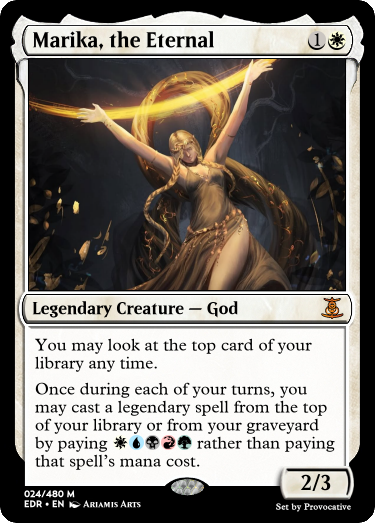 Marika, the Eternal 1
Legendary Creature — God
You may look at the top card of your
library any time.
Once during each of your turns, you
may cast a legendary spell from the top
of your library or from your graveyard
by paying rather than paying
that spell's mana cost.
2/3
024/480 M
EDR • EN Ariamis Arts
Set by Provocative